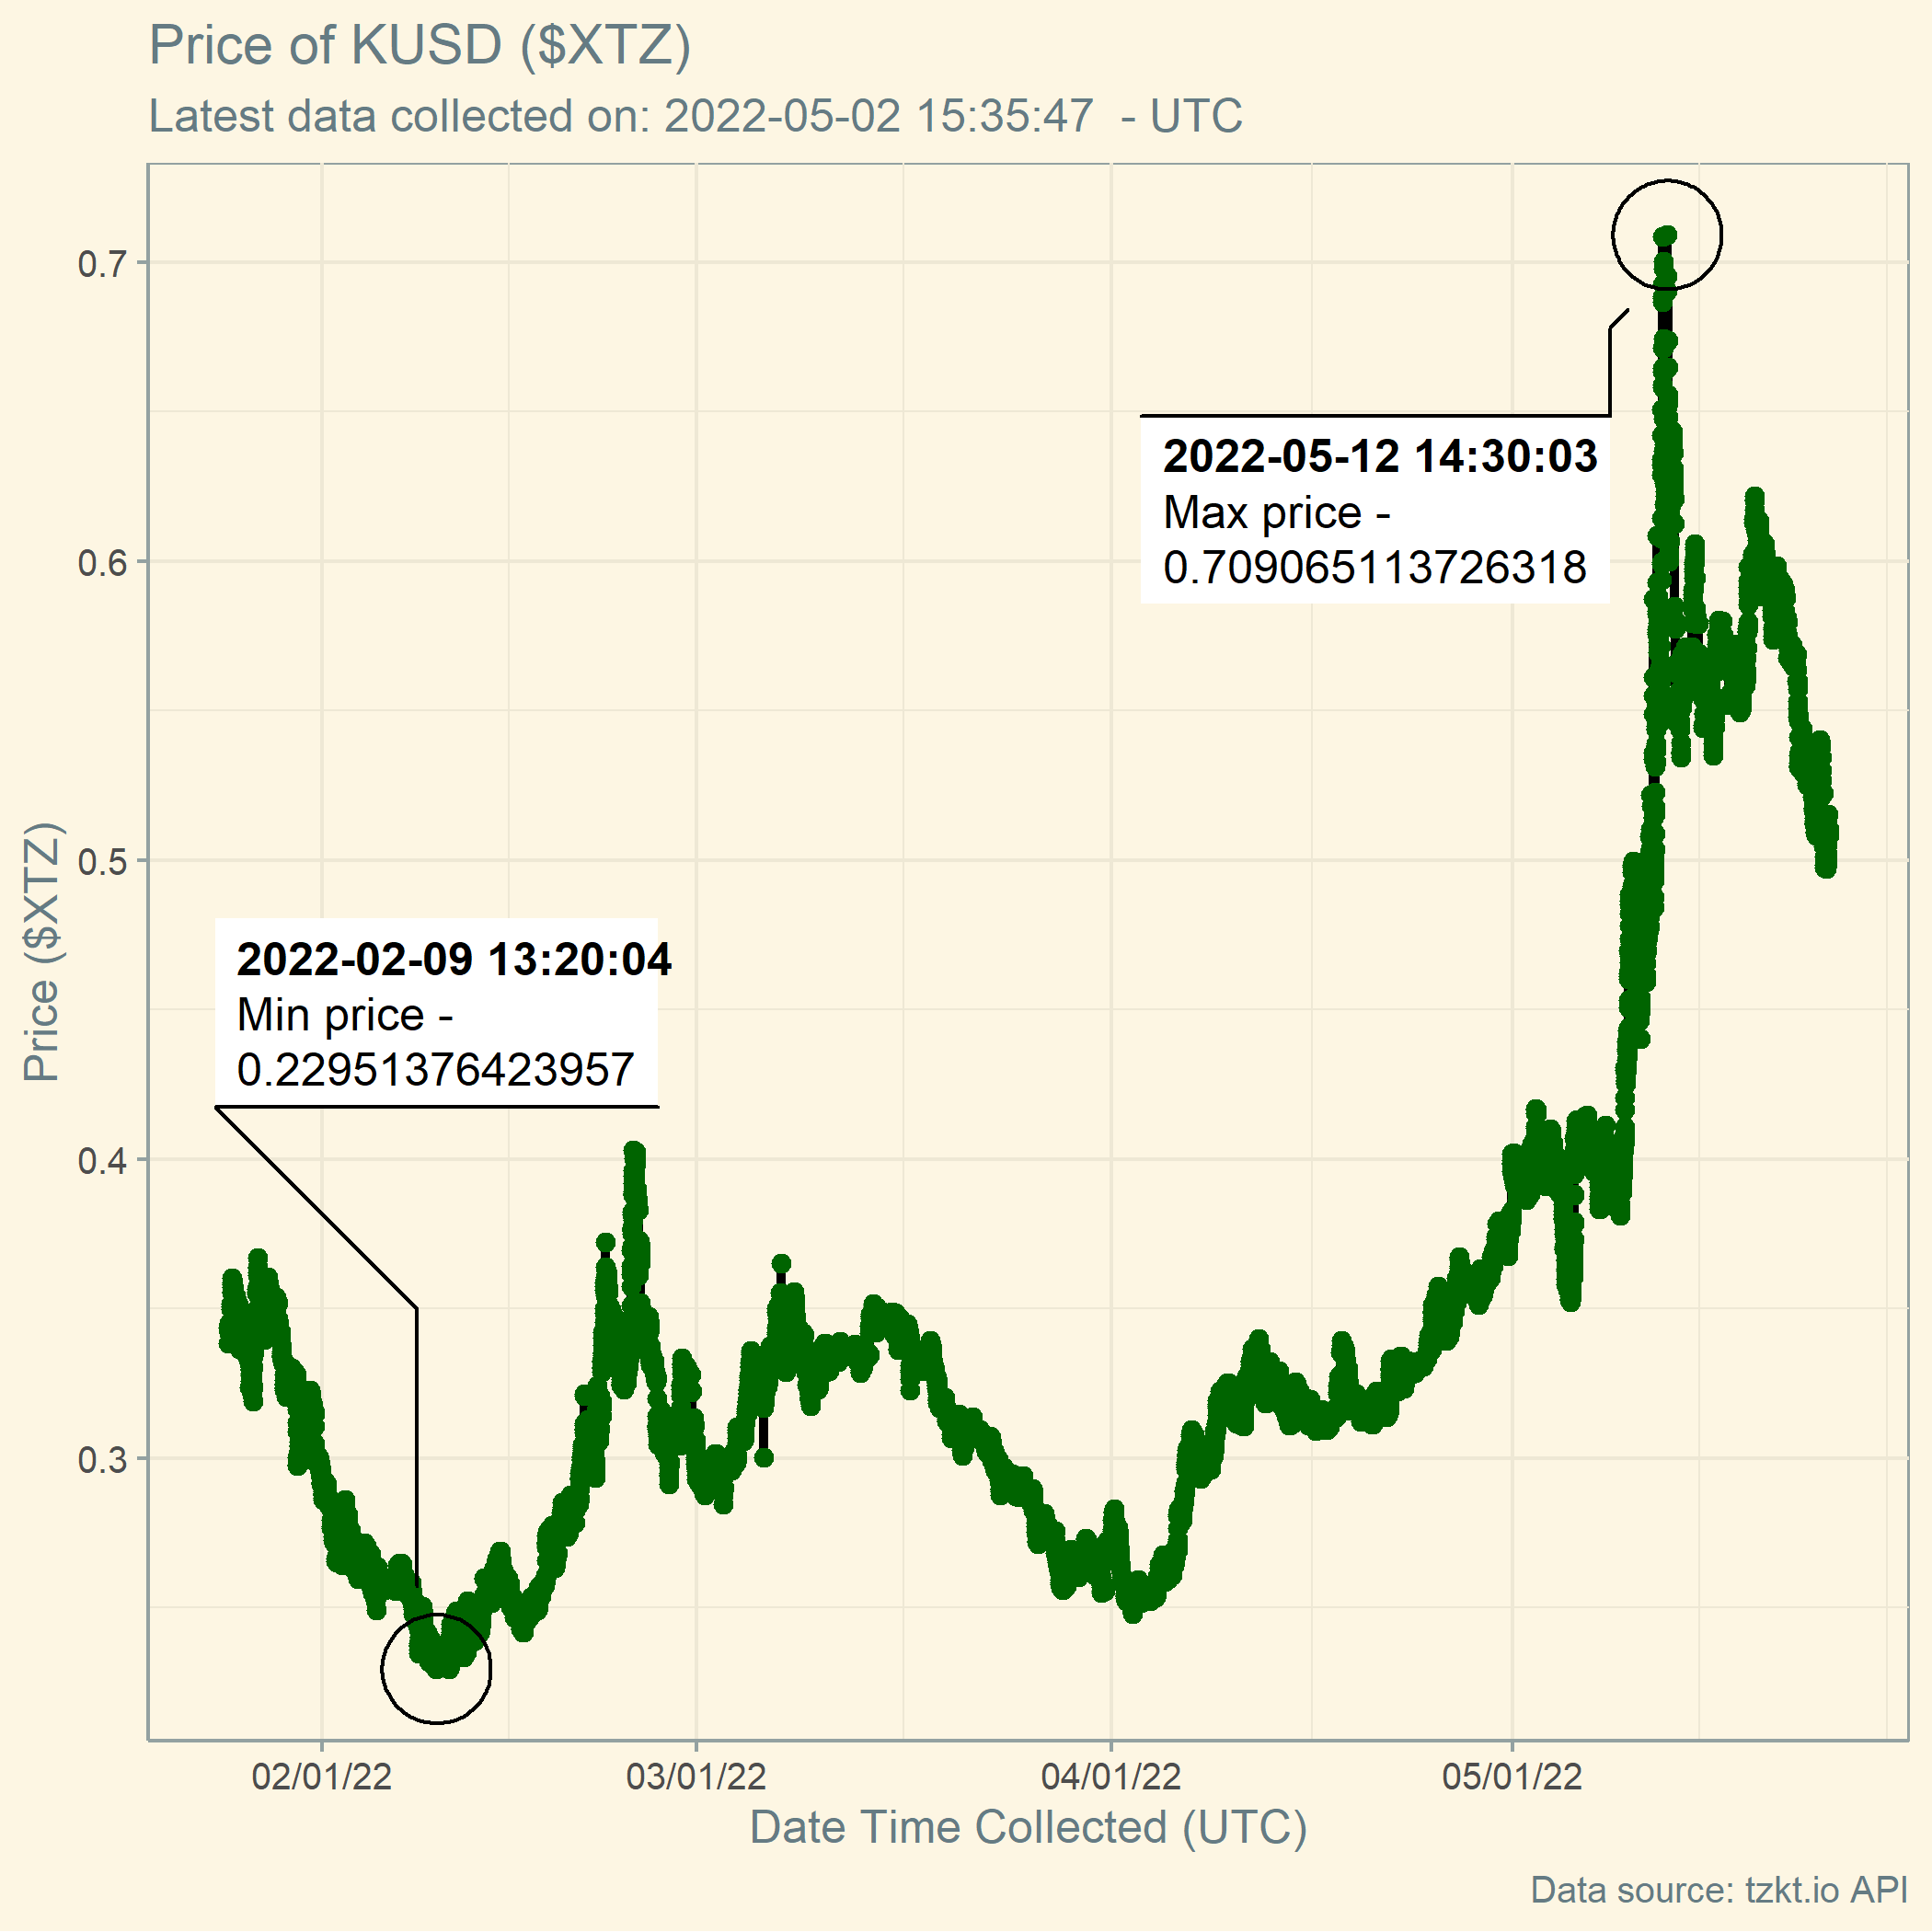 Price of KUSD ($XTZ)
Latest data collected on: 2022-05-02 15:35:47  - UTC
0.7
0.6
0.5
0.4
0.3
Price ($XTZ)
2022-05-12 14:30:03
Max price -
0.709065113726318
2022-02-09 13:20:04
Min price -
0.22951376423957
02/01/22
03/01/22
04/01/22
05/01/22
Date Time Collected (UTC)
Data source: tzkt.io API